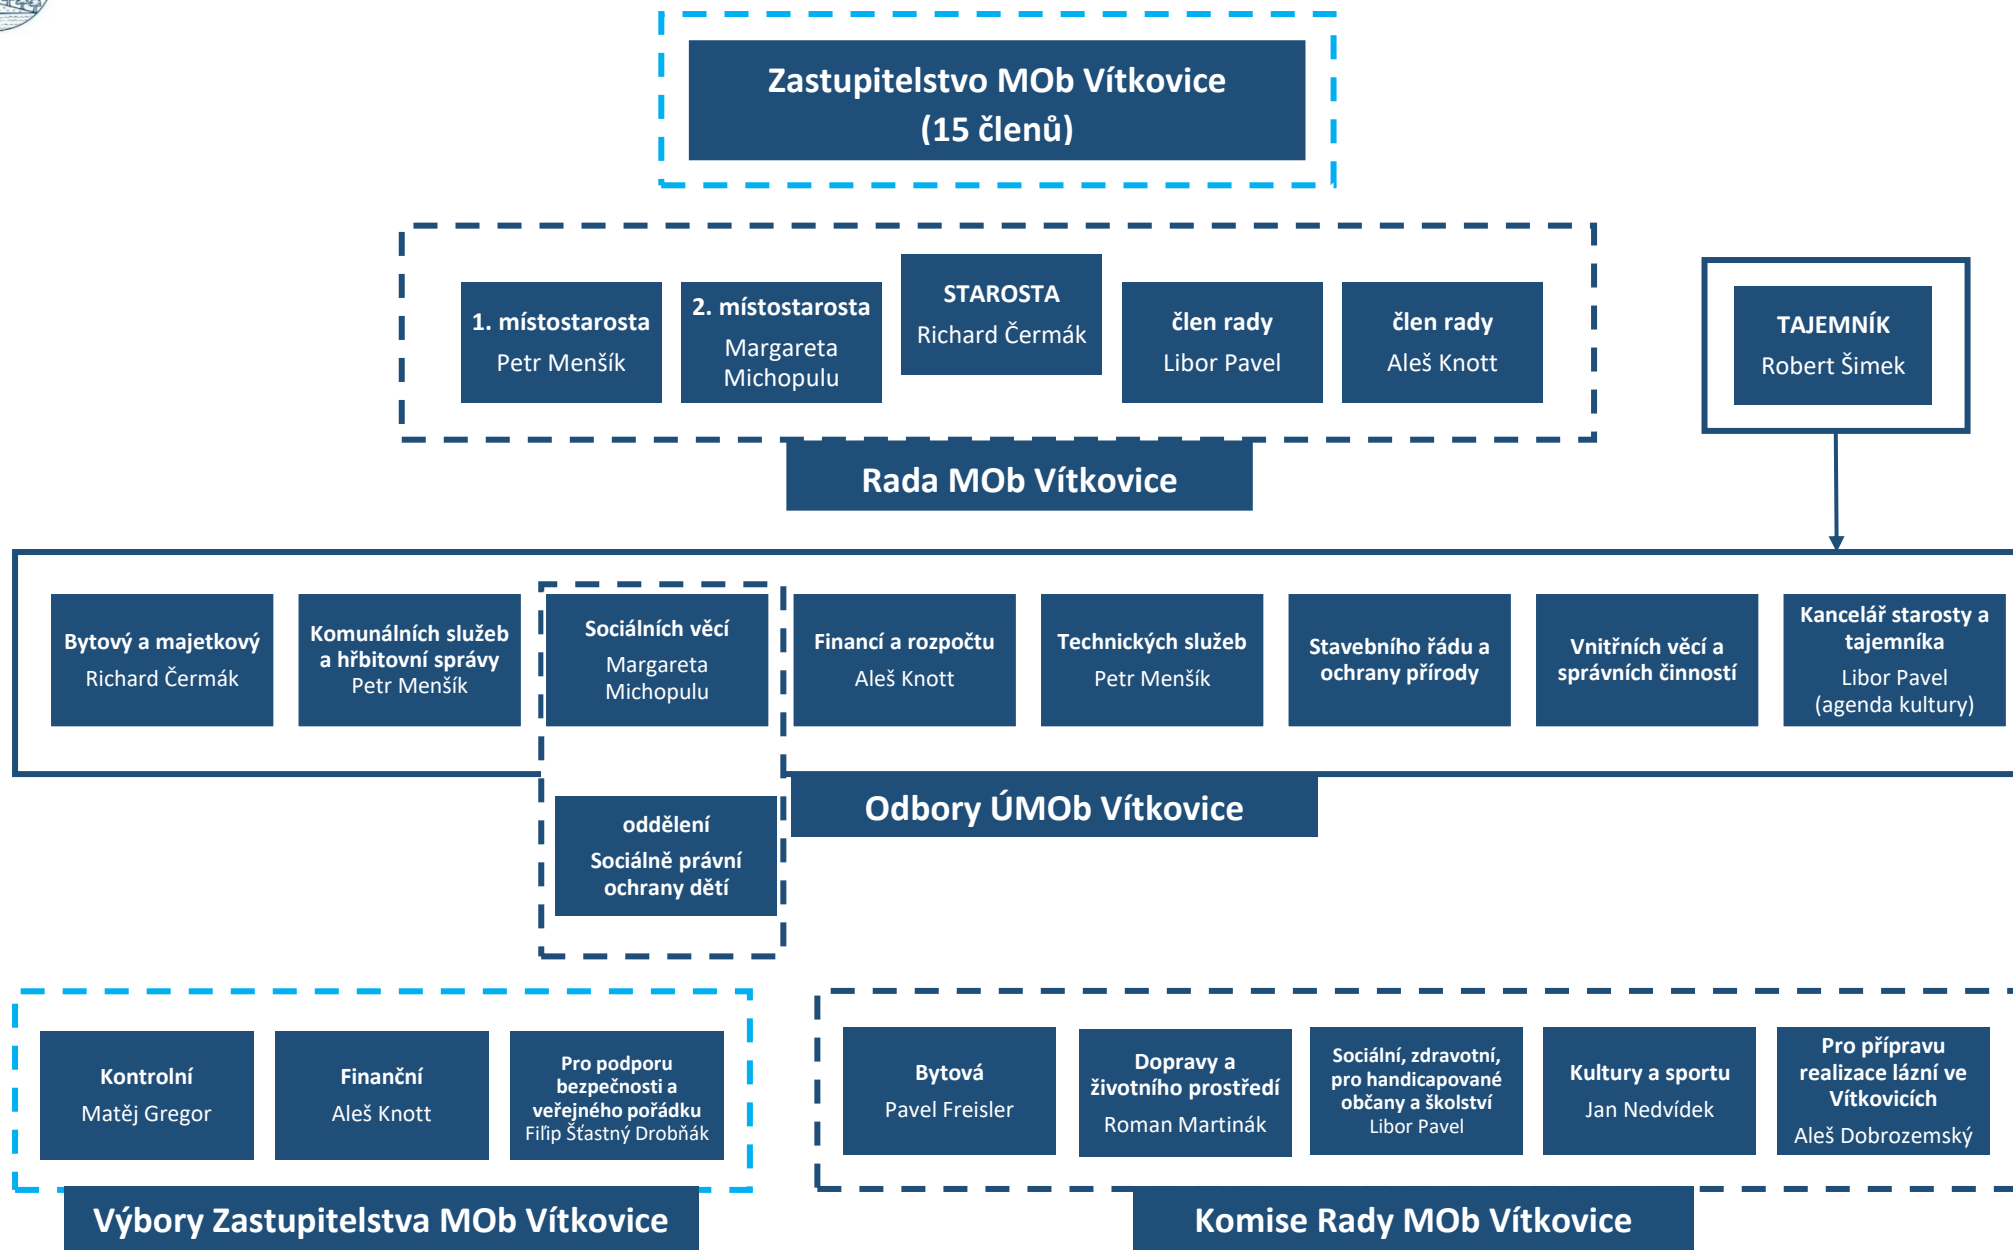 Zastupitelstvo MOb Vítkovice
(15 členů)
1. místostarosta
Petr Menšík
2. místostarosta
Margareta
Michopulu
STAROSTA
Richard Čermák
člen rady
Libor Pavel
člen rady
Aleš Knott
TAJEMNÍK
Robert Šimek
Rada MOb Vítkovice
Bytový a majetkový
Richard Čermák
Komunálních služeb
a hřbitovní správy
Petr Menšík
Sociálních věcí
Margareta
Michopulu
Financí a rozpočtu
Aleš Knott
Technických služeb
Petr Menšík
Stavebního řádu a
ochrany přírody
Vnitřních věcí a
správních činností
Kancelář starosty a
tajemníka
Libor Pavel
(agenda kultury)
Odbory ÚMOb Vítkovice
oddělení
Sociálně právní
ochrany dětí
Kontrolní
Matěj Gregor
Finanční
Aleš Knott
Pro podporu
bezpečnosti a
veřejného pořádku
Filip Šťastný Drobňák
Výbory Zastupitelstva MOb Vítkovice
Bytová
Pavel Freisler
Dopravy a
životního prostředí
Roman Martinák
Sociální, zdravotní,
pro handicapované
občany a školství
Libor Pavel
Kultury a sportu
Jan Nedvídek
Pro přípravu
realizace lázní ve
Vítkovicích
Aleš Dobrozemský
Komise Rady MOb Vítkovice